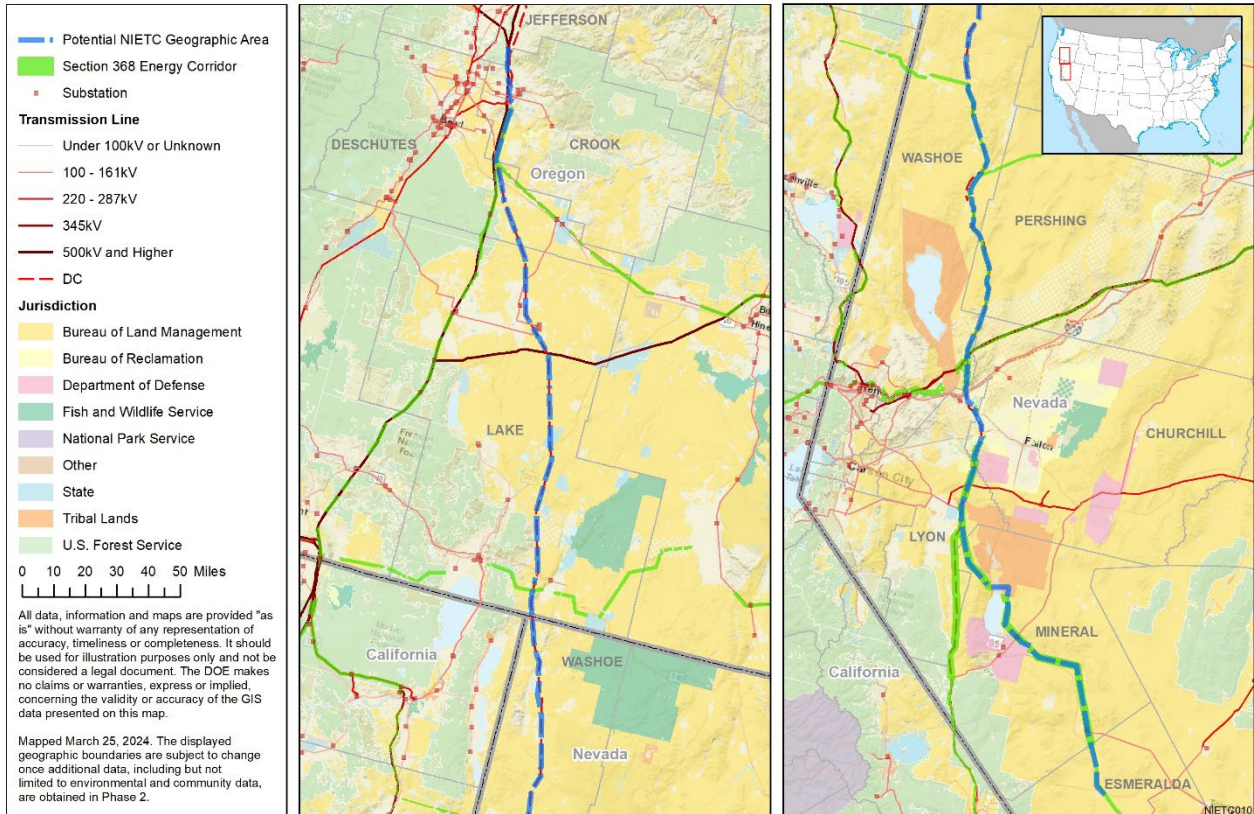 Potential NIETC Geographic Area
Section 368 Energy Corridor
Substation
Transmission Line
Under 100kV or Unknown
100 - 161kV
220 - 287kV
345kV
500kV and Higher
DC
Jurisdiction
Bureau of Land Management
Bureau of Reclamation
Department of Defense
Fish and Wildlife Service
National Park Service
Other
State
Tribal Lands
U.S. Forest Service
0 10 20 30 40 50 Miles
All data, information and maps are provided "as
is" without warranty of any representation of
accuracy, timeliness or completeness. It should
be used for illustration purposes only and not be
considered a legal document. The DOE makes
no claims or warranties, express or implied,
concerning the validity or accuracy of the GIS
data presented on this map.
Mapped March 25, 2024. The displayed
geographic boundaries are subject to change
once additional data, including but not
limited to environmental and community data,
are obtained in Phase 2.
JEFFERSON
DESCHUTES
CROOK
Oregon
LAKE
California
WASHOE
Nevada
WASHOE
PERSHING
Nevada
Fallon
CHURCHILL
Carson City
LYON
MINERAL
95
California
ESMERALDA
NIETC010